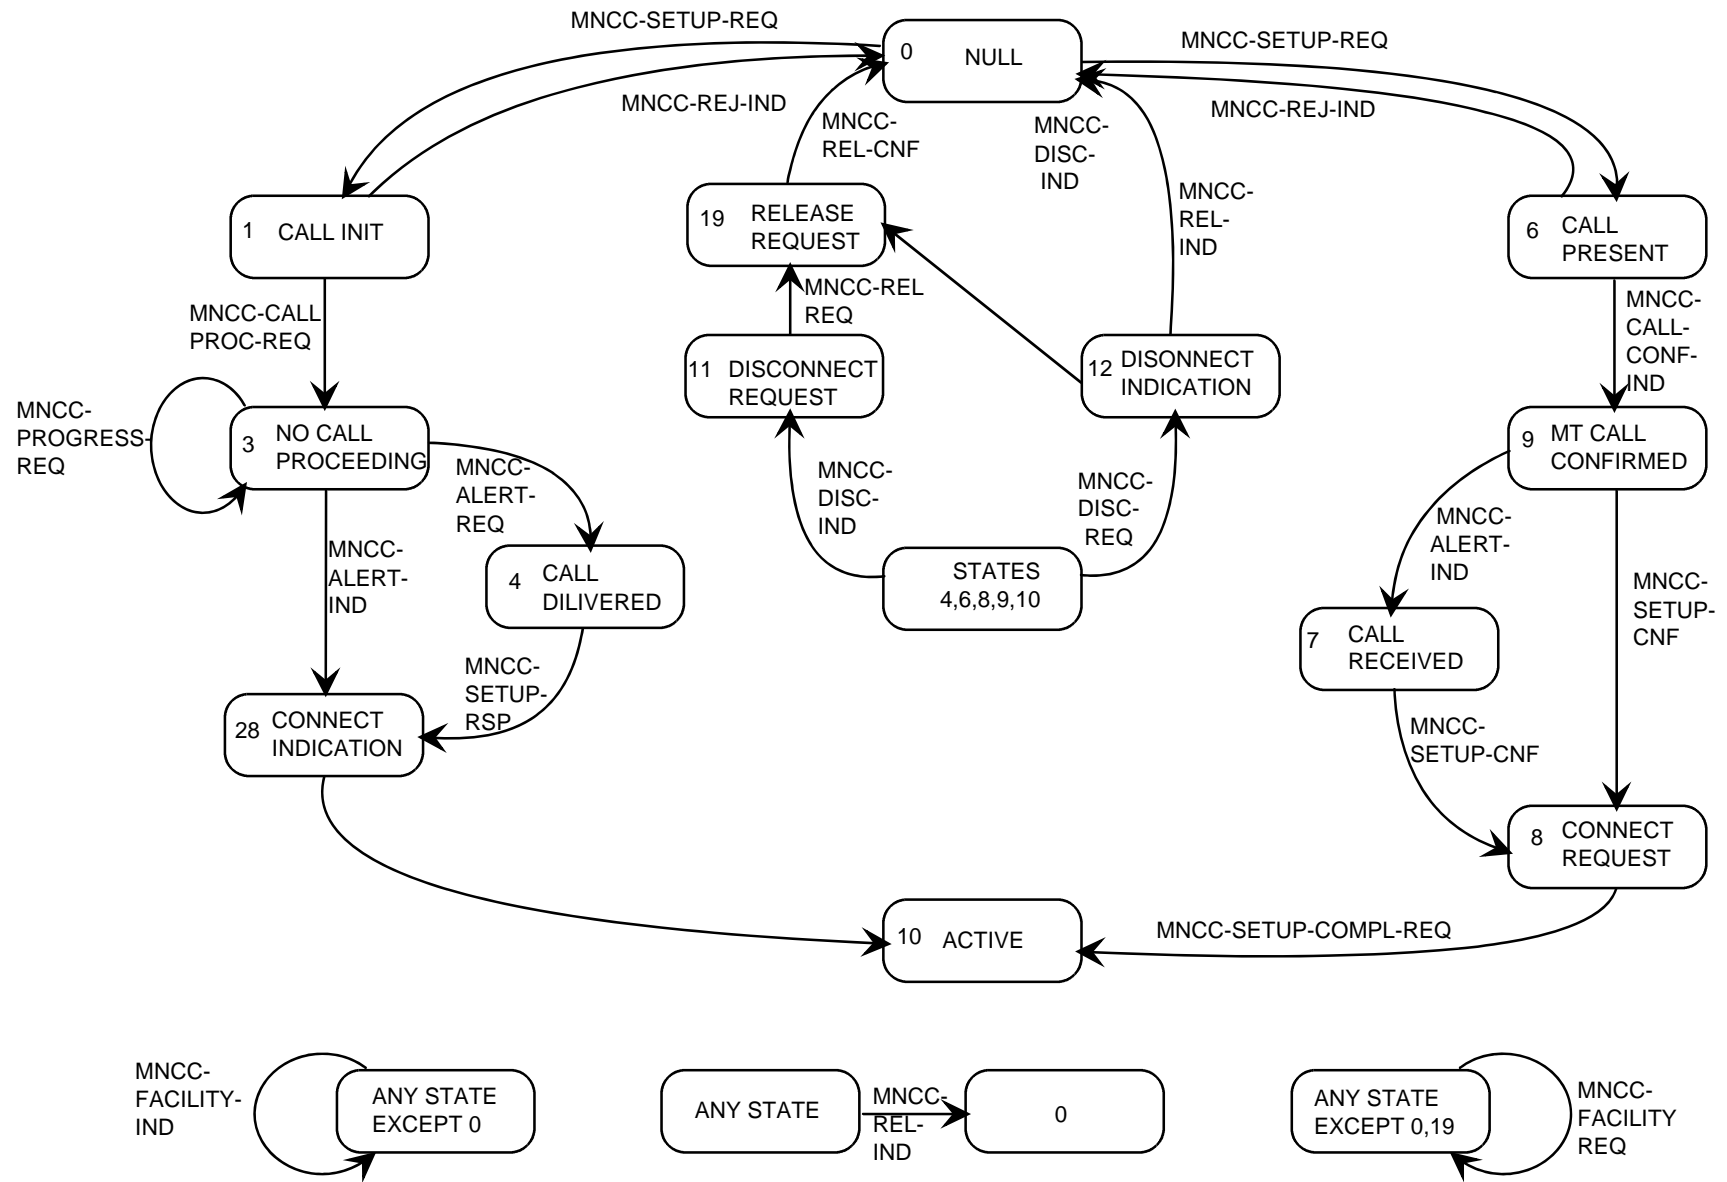 MNCC-SETUP-REQ
0 NULL
MNCC-SETUP-REQ
MNCC-REJ-IND
MNCC-
REL-CNF
MNCC-
DISC-
IND
MNCC-REJ-IND
1 CALL INIT
19 RELEASE
REQUEST
MNCC-
REL-
IND
6 CALL
PRESENT
MNCC-CALL
PROC-REQ
MNCC-REL
REQ
MNCC-
CALL-
CONF-
IND
11 DISCONNECT
REQUEST
12 DISONNECT
INDICATION
MNCC-
PROGRESS-
REQ
3 NO CALL
PROCEEDING
MNCC-
ALERT-
REQ
MNCC-
DISC-
IND
MNCC-
DISC-
REQ
9 MT CALL
CONFIRMED
MNCC-
ALERT-
IND
4 CALL
DILIVERED
STATES
4,6,8,9,10
MNCC-
ALERT-
IND
MNCC-
SETUP-
CNF
7 CALL
RECEIVED
MNCC-
SETUP-
RSP
28 CONNECT
INDICATION
MNCC-
SETUP-CNF
8 CONNECT
REQUEST
10 ACTIVE
MNCC-SETUP-COMPL-REQ
MNCC-
FACILITY-
IND
ANY STATE
EXCEPT 0
ANY STATE
MNCC-
REL-
IND
0
ANY STATE
EXCEPT 0,19
MNCC-
FACILITY
REQ